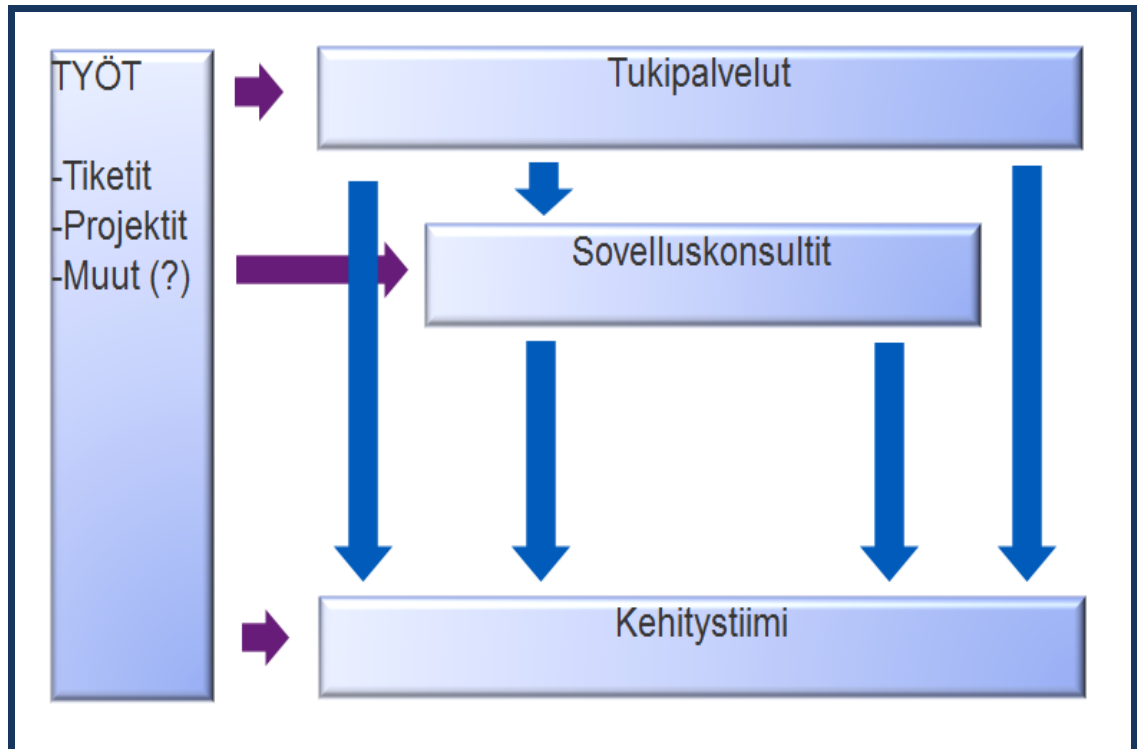 TYÖT
-Tiketit
-Projektit
-Muut (?)
Tukipalvelut
Sovelluskonsultit
Kehitystiimi